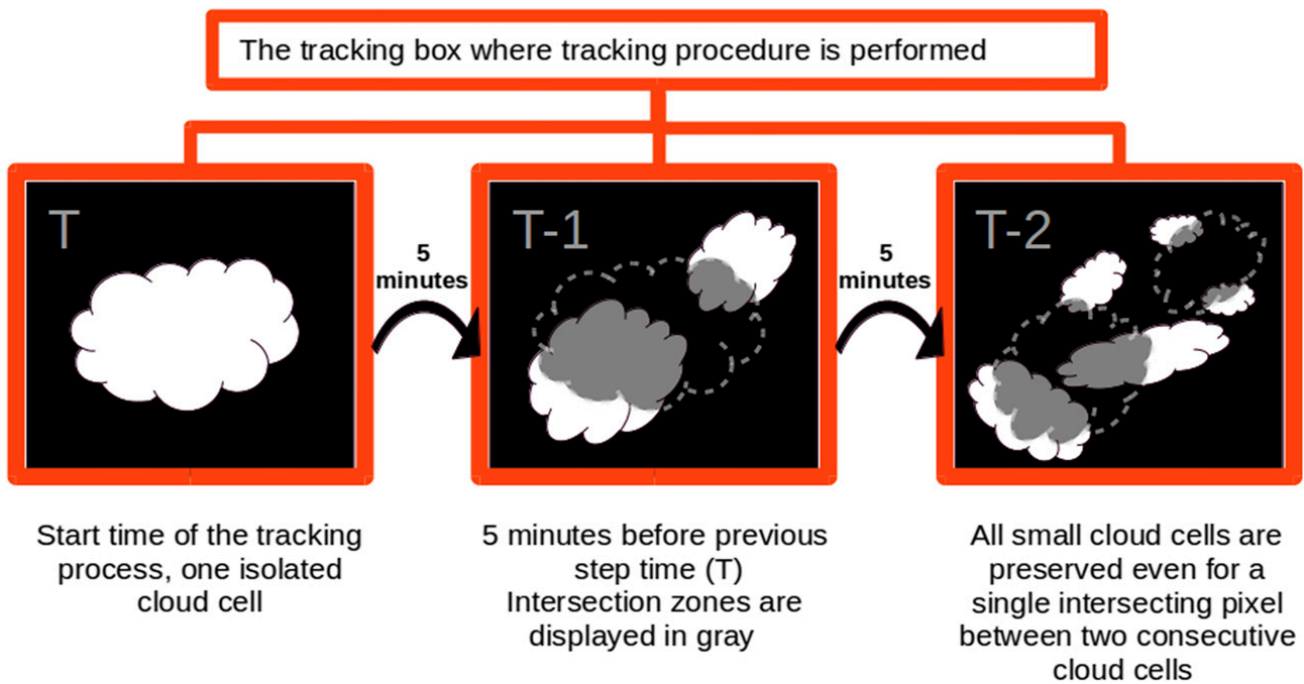 The tracking box where tracking procedure is performed
T
5
minutes
T-1
5
minutes
T-2
Start time of the tracking
process, one isolated
cloud cell
5 minutes before previous
step time (T)
Intersection zones are
displayed in gray
All small cloud cells are
preserved even for a
single intersecting pixel
between two consecutive
cloud cells